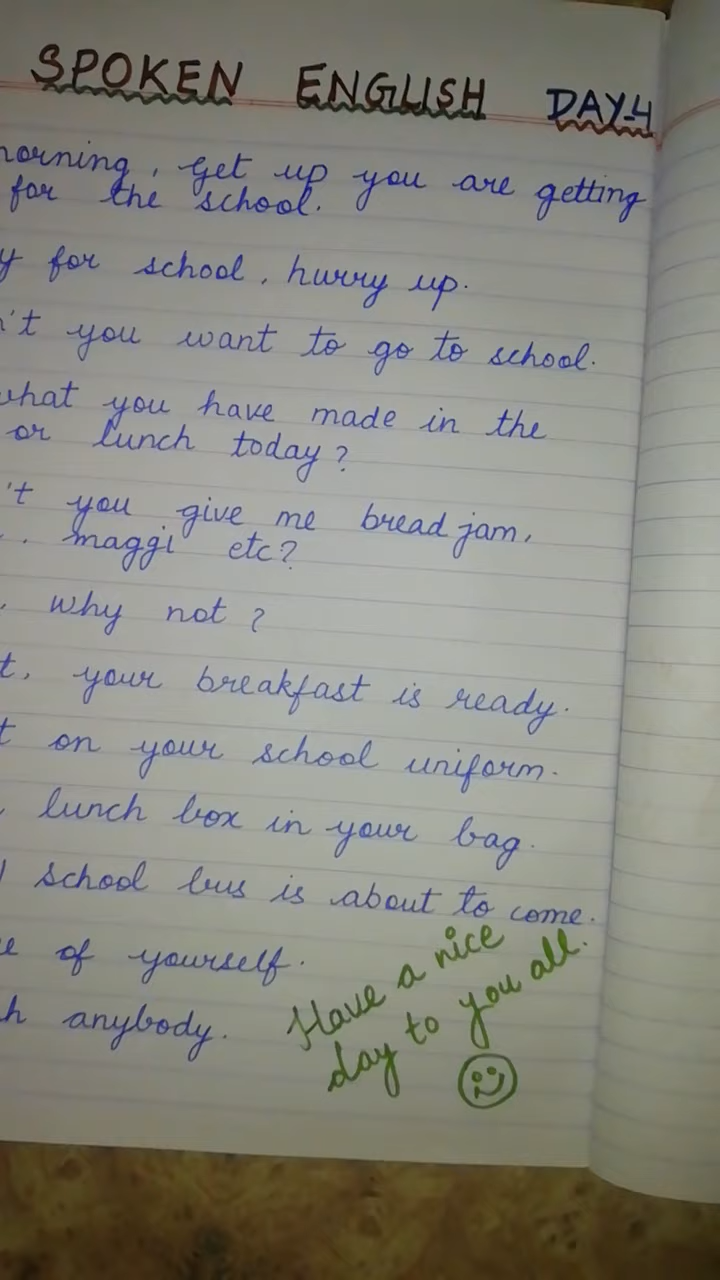 SPOKEN ENGLISH DAY-4
morning, Get up you are getting
for the school.
y for school, hurry up.
n't you want to go to school.
what you have made in the
or lunch today?
't you give me bread jam,
.. maggi etc?
, why not?
t, your breakfast is ready.
t on your school uniform.
lunch box in your bag.
school bus is about to come.
e of yourself.
h anybody.
Have a nice
day to you all.